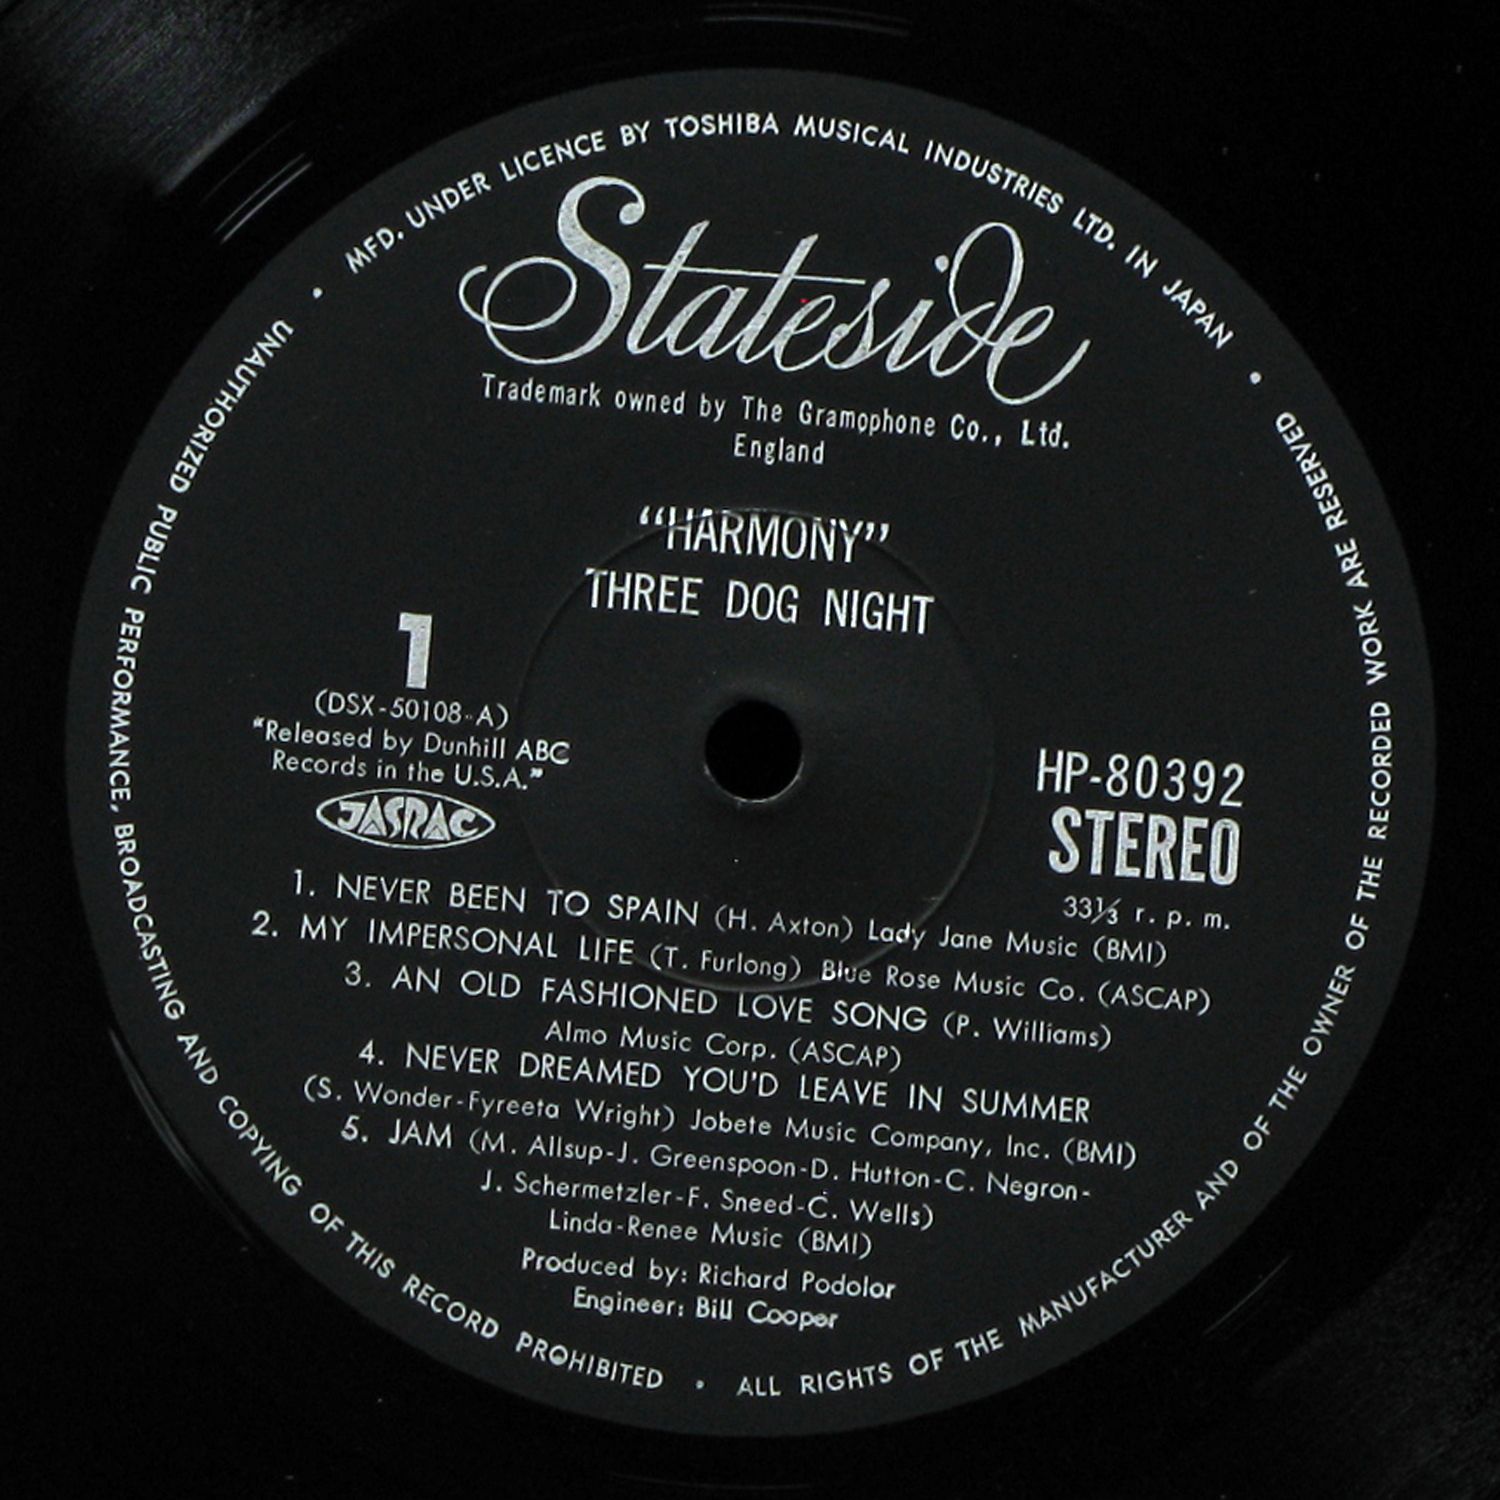 MFD. UNDER LICENCE BY TOSHIBA MUSICAL INDUSTRIES LTD. IN JAPAN •
Stateside
Trademark owned by The Gramophone Co., Ltd.
England
“HARMONY”
THREE DOG NIGHT
1
(DSX-50108-A)
“Released by Dunhill ABC
Records in the U.S.A.”
JASRAC
HP-80392
STEREO
33⅓ r. p. m.
1. NEVER BEEN TO SPAIN (H. Axton) Lady Jane Music (BMI)
2. MY IMPERSONAL LIFE (T. Furlong) Blue Rose Music Co. (ASCAP)
3. AN OLD FASHIONED LOVE SONG (P. Williams)
Almo Music Corp. (ASCAP)
4. NEVER DREAMED YOU'D LEAVE IN SUMMER
(S. Wonder-Fyreeta Wright) Jobete Music Company, Inc. (BMI)
5. JAM (M. Allsup-J. Greenspoon-D. Hutton-C. Negron-
J. Schermetzler-F. Sneed-C. Wells)
Linda-Renee Music (BMI)
Produced by: Richard Podolor
Engineer: Bill Cooper
ALL RIGHTS OF THE MANUFACTURER AND OF THE OWNER OF THE RECORDED WORK ARE RESERVED •
UNAUTHORIZED PUBLIC PERFORMANCE, BROADCASTING AND COPYING OF THIS RECORD PROHIBITED •